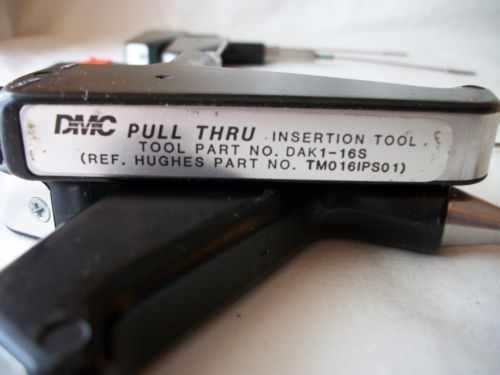 DMC PULL THRU INSERTION TOOL
TOOL PART NO. DAK1-16S
(REF. HUGHES PART NO. TM016IPS01)